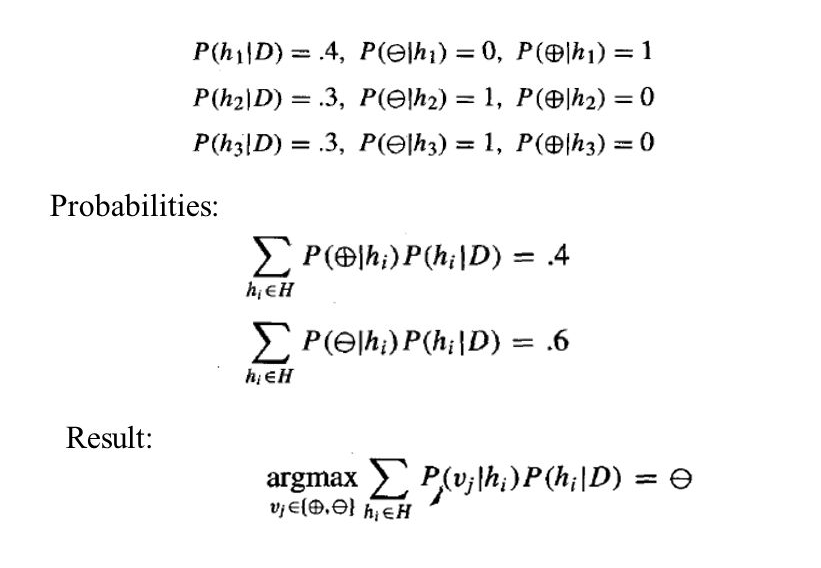 P(h₁|D) = .4, P(⊖|h₁) = 0, P(⊕|h₁) = 1
P(h₂|D) = .3, P(⊖|h₂) = 1, P(⊕|h₂) = 0
P(h₃|D) = .3, P(⊖|h₃) = 1, P(⊕|h₃) = 0
Probabilities:
∑ P(⊕|hᵢ)P(hᵢ|D) = .4
hᵢ∈H
∑ P(⊖|hᵢ)P(hᵢ|D) = .6
hᵢ∈H
Result:
argmax ∑ P(vⱼ|hᵢ)P(hᵢ|D) = ⊖
vⱼ∈{⊕,⊖} hᵢ∈H